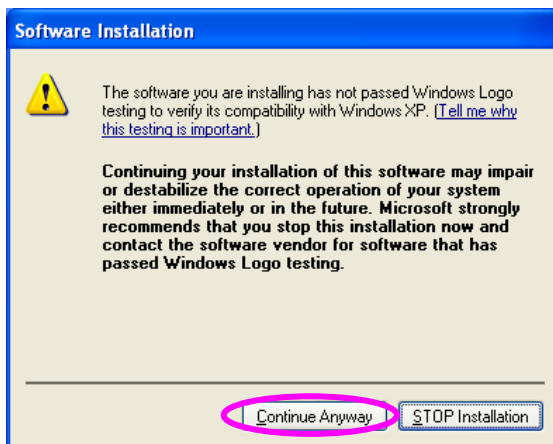 Software Installation
The software you are installing has not passed Windows Logo
testing to verify its compatibility with Windows XP. (Tell me why
this testing is important.)
Continuing your installation of this software may impair
or destabilize the correct operation of your system
either immediately or in the future. Microsoft strongly
recommends that you stop this installation now and
contact the software vendor for software that has
passed Windows Logo testing.
Continue Anyway STOP Installation